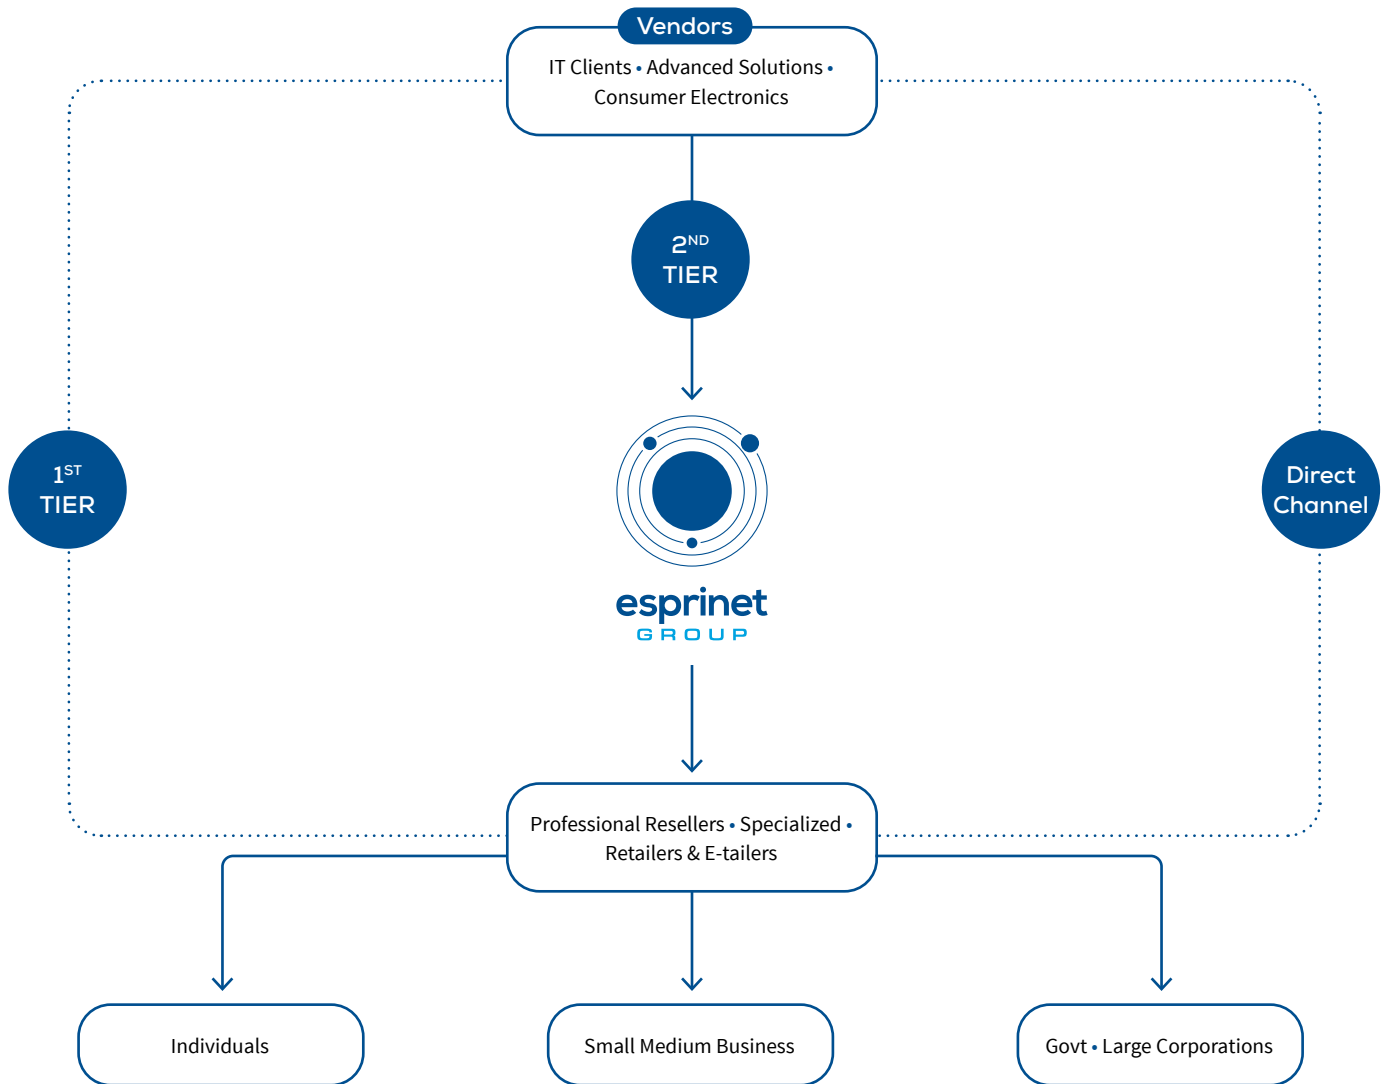 Vendors
IT Clients • Advanced Solutions •
Consumer Electronics
2ND
TIER
1ST
TIER
Direct
Channel
esprinet
GROUP
Professional Resellers • Specialized •
Retailers & E-tailers
Individuals
Small Medium Business
Govt • Large Corporations